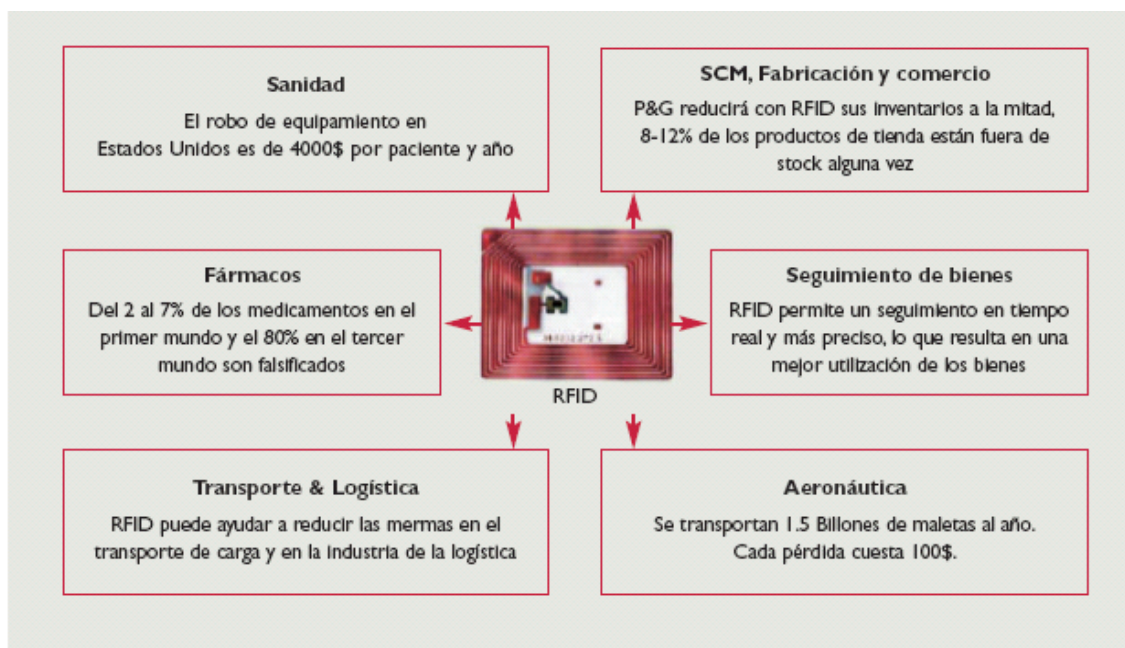 Sanidad
El robo de equipamiento en
Estados Unidos es de 4000$ por paciente y año
SCM, Fabricación y comercio
P&G reducirá con RFID sus inventarios a la mitad,
8-12% de los productos de tienda están fuera de
stock alguna vez
Fármacos
Del 2 al 7% de los medicamentos en el
primer mundo y el 80% en el tercer
mundo son falsificados
RFID
Seguimiento de bienes
RFID permite un seguimiento en tiempo
real y más preciso, lo que resulta en una
mejor utilización de los bienes
Transporte & Logística
RFID puede ayudar a reducir las mermas en el
transporte de carga y en la industria de la logística
Aeronáutica
Se transportan 1.5 Billones de maletas al año.
Cada pérdida cuesta 100$.